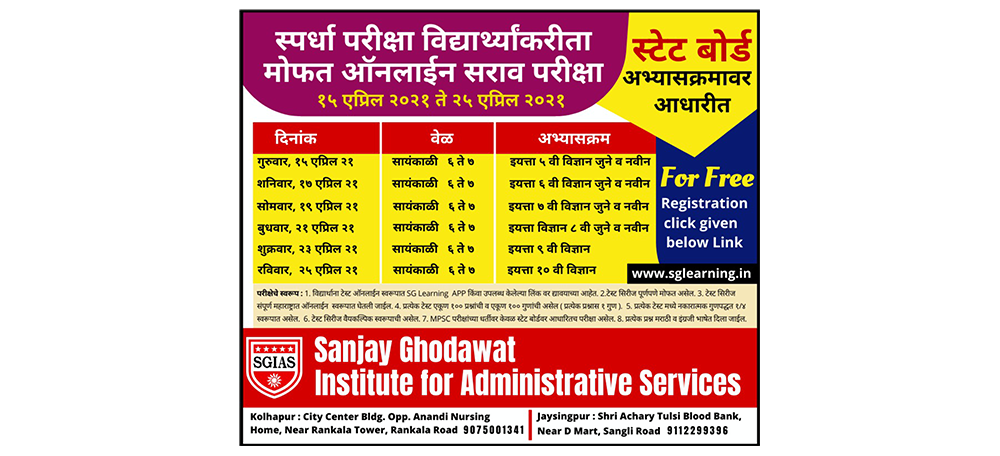 स्पर्धा परीक्षा विद्यार्थ्यांकरीता
मोफत ऑनलाईन सराव परीक्षा
१५ एप्रिल २०२१ ते २५ एप्रिल २०२१
स्टेट बोर्ड
अभ्यासक्रमावर
आधारीत
दिनांक वेळ अभ्यासक्रम
गुरुवार, १५ एप्रिल २१ सायंकाळी ६ ते ७ इयत्ता ५ वी विज्ञान जुने व नवीन
शनिवार, १७ एप्रिल २१ सायंकाळी ६ ते ७ इयत्ता ६ वी विज्ञान जुने व नवीन
सोमवार, १९ एप्रिल २१ सायंकाळी ६ ते ७ इयत्ता ७ वी विज्ञान जुने व नवीन
बुधवार, २१ एप्रिल २१ सायंकाळी ६ ते ७ इयत्ता विज्ञान ८ वी जुने व नवीन
शुक्रवार, २३ एप्रिल २१ सायंकाळी ६ ते ७ इयत्ता ९ वी विज्ञान
रविवार, २५ एप्रिल २१ सायंकाळी ६ ते ७ इयत्ता १० वी विज्ञान
For Free
Registration
click given
below Link
www.sglearning.in
परीक्षेचे स्वरूप : 1. विद्यार्थांना टेस्ट ऑनलाईन स्वरूपात SG Learning APP किंवा उपलब्ध केलेल्या लिंक वर द्यावयाच्या आहेत. 2.टेस्ट सिरीज पूर्णपणे मोफत असेल. 3. टेस्ट सिरीज
संपूर्ण महाराष्ट्रात ऑनलाईन स्वरूपात घेतली जाईल. 4. प्रत्येक टेस्ट एकूण १०० प्रश्नांची व एकूण १०० गुणांची असेल ( प्रत्येक प्रश्नास १ गुण ). 5. प्रत्येक टेस्ट मध्ये नकारात्मक गुणपद्धत १/४
स्वरूपात असेल. 6. टेस्ट सिरीज वैयकल्पिक स्वरूपाची असेल. 7. MPSC परीक्षांच्या धर्तीवर केवळ स्टेट बोर्डवर आधारितच परीक्षा असेल. 8. प्रत्येक प्रश्न मराठी व इंग्रजी भाषेत दिला जाईल.
SGIAS
Sanjay Ghodawat
Institute for Administrative Services
Kolhapur : City Center Bldg. Opp. Anandi Nursing
Home, Near Rankala Tower, Rankala Road 9075001341
Jaysingpur : Shri Achary Tulsi Blood Bank,
Near D Mart, Sangli Road 9112299396